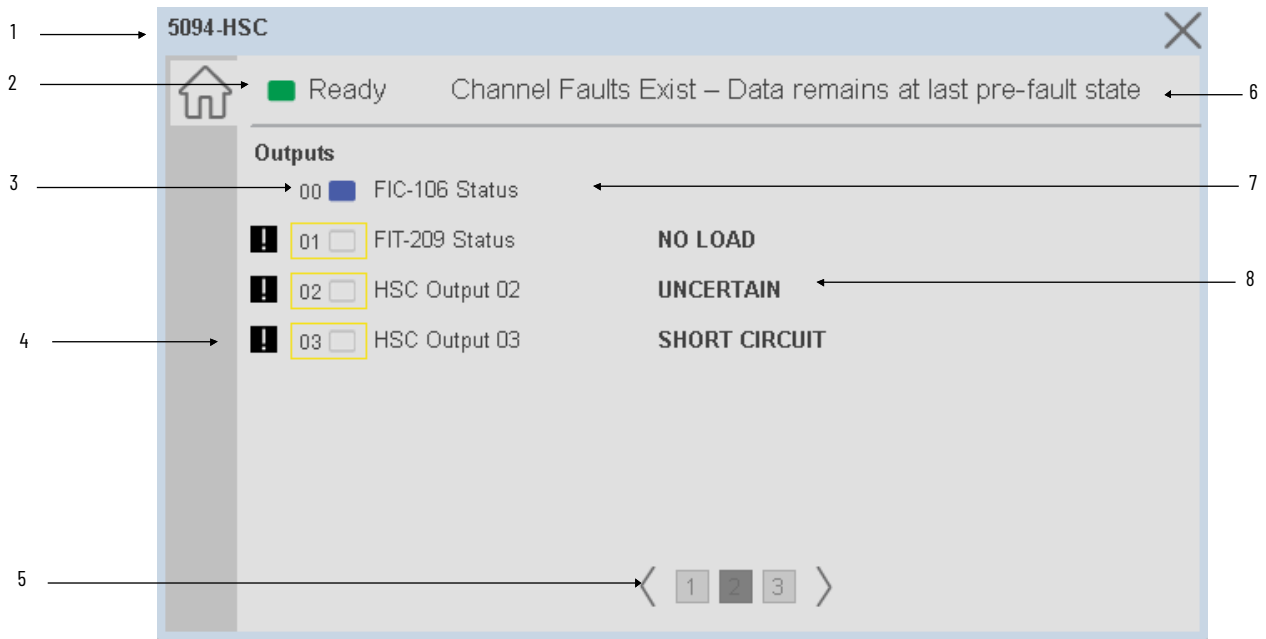 1 5094-HSC
2 Ready Channel Faults Exist – Data remains at last pre-fault state 6
Outputs
3 00 FIC-106 Status 7
! 01 FIT-209 Status NO LOAD
! 02 HSC Output 02 UNCERTAIN 8
4 ! 03 HSC Output 03 SHORT CIRCUIT
5 1 2 3